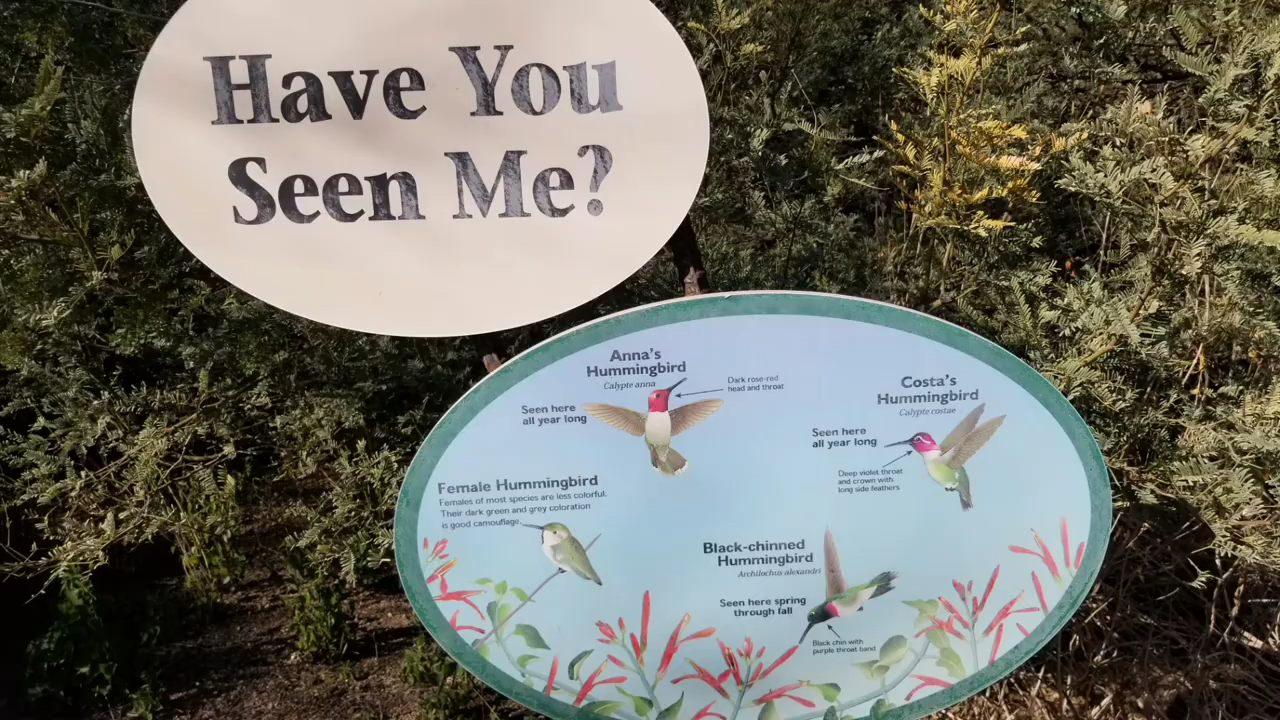 Have You
Seen Me?
Anna's
Hummingbird
Calypte anna
Dark rose-red
head and throat
Seen here
all year long
Costa's
Hummingbird
Calypte costae
Seen here
all year long
Deep violet throat
and crown with
long side feathers
Female Hummingbird
Females of most species are less colorful.
Their dark green and grey coloration
is good camouflage.
Black-chinned
Hummingbird
Archilochus alexandri
Seen here spring
through fall
Black chin with
purple throat band